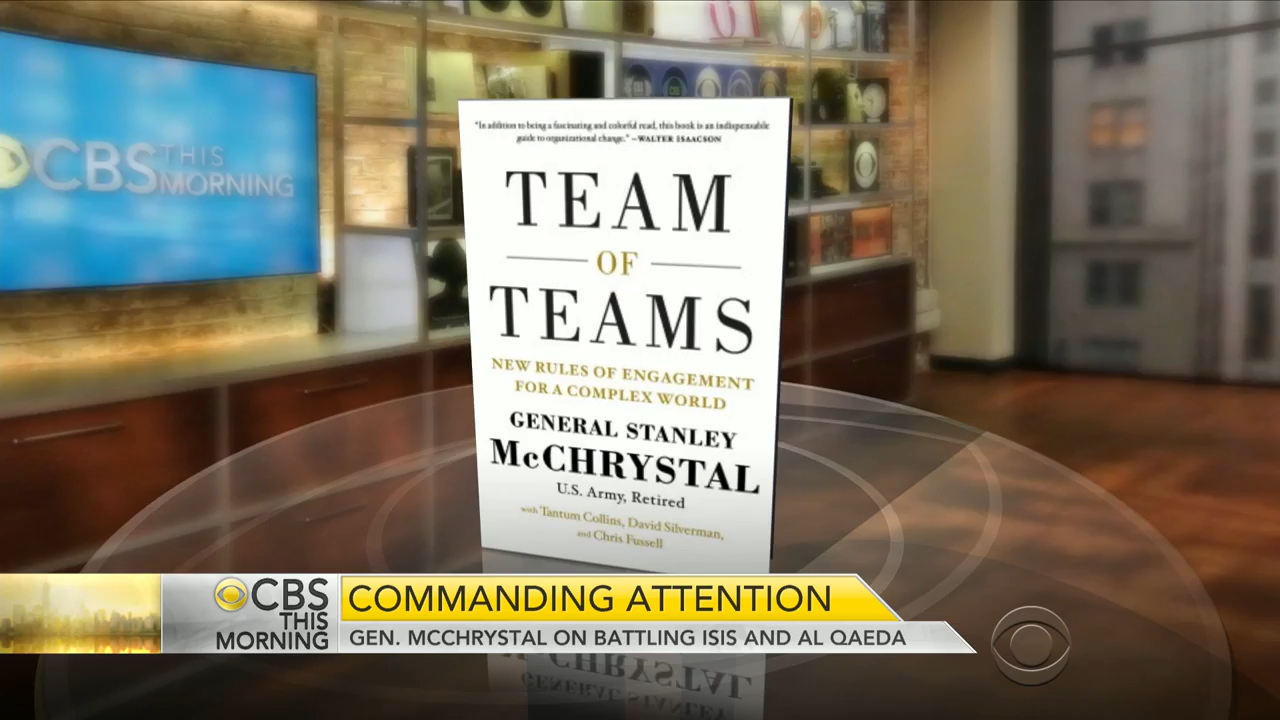 CBS THIS
MORNING
"In addition to being a fascinating and colorful read, this book is an indispensable
guide to organizational change." —WALTER ISAACSON
TEAM
OF
TEAMS
NEW RULES OF ENGAGEMENT
FOR A COMPLEX WORLD
GENERAL STANLEY
McCHRYSTAL
U.S. Army, Retired
with Tantum Collins, David Silverman,
and Chris Fussell
CBS
THIS
MORNING
COMMANDING ATTENTION
GEN. MCCHRYSTAL ON BATTLING ISIS AND AL QAEDA
McCHRYSTAL
GENERAL STANLEY